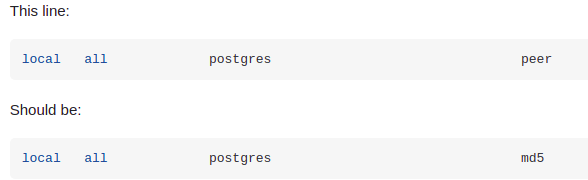 This line:
local   all             postgres                                peer
Should be:
local   all             postgres                                md5